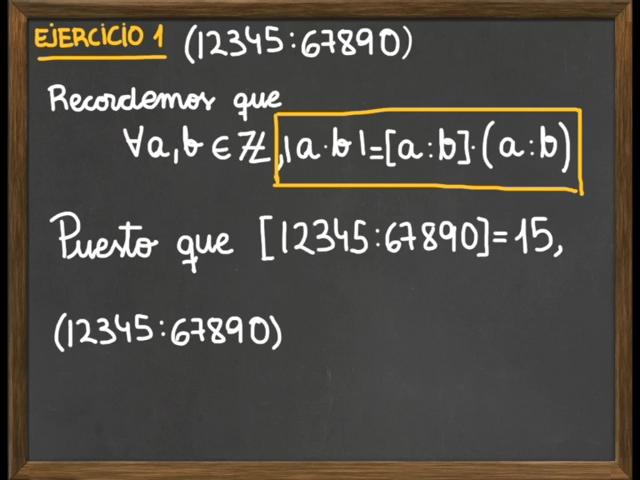 EJERCICIO 1 (12345:67890)
Recordemos que
∀a,b∈ℤ, |a·b|=[a:b]·(a:b)
Puesto que [12345:67890]=15,
(12345:67890)